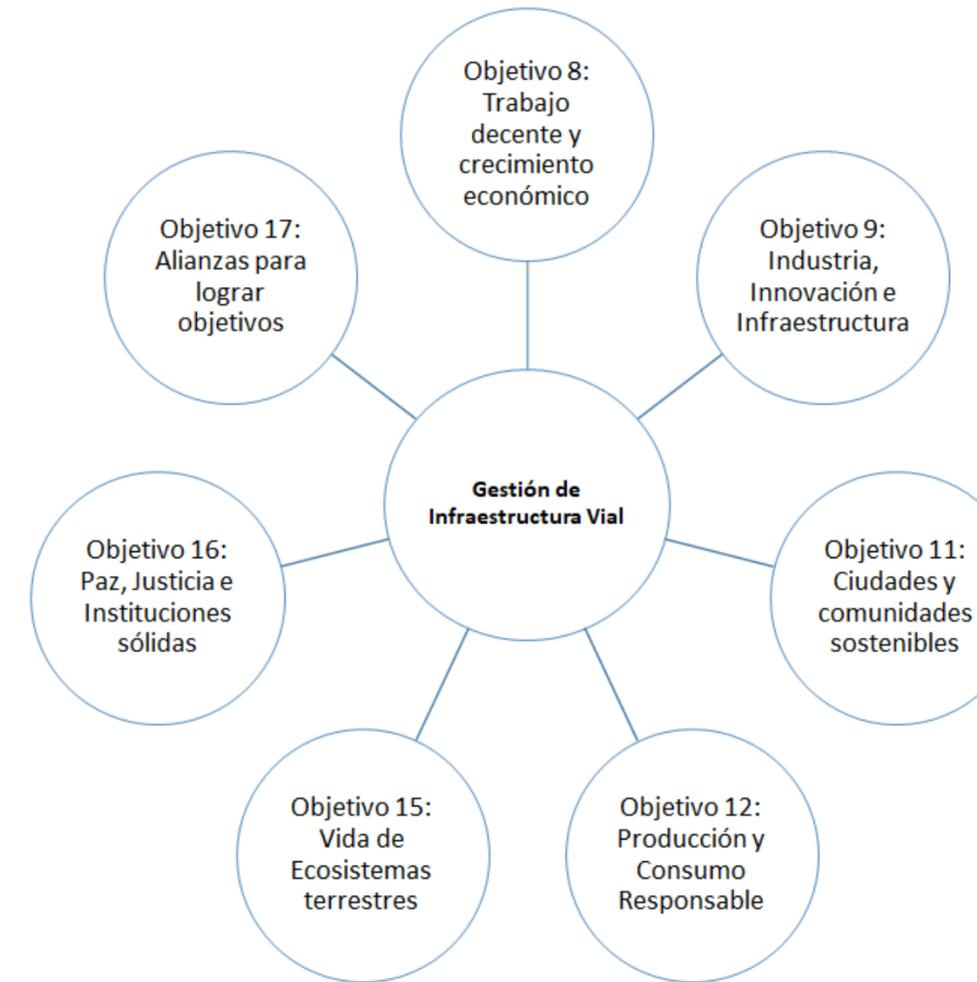 Objetivo 8:
Trabajo
decente y
crecimiento
económico
Objetivo 9:
Industria,
Innovación e
Infraestructura
Objetivo 11:
Ciudades y
comunidades
sostenibles
Objetivo 12:
Producción y
Consumo
Responsable
Objetivo 15:
Vida de
Ecosistemas
terrestres
Objetivo 16:
Paz, Justicia e
Instituciones
sólidas
Objetivo 17:
Alianzas para
lograr
objetivos
Gestión de
Infraestructura Vial